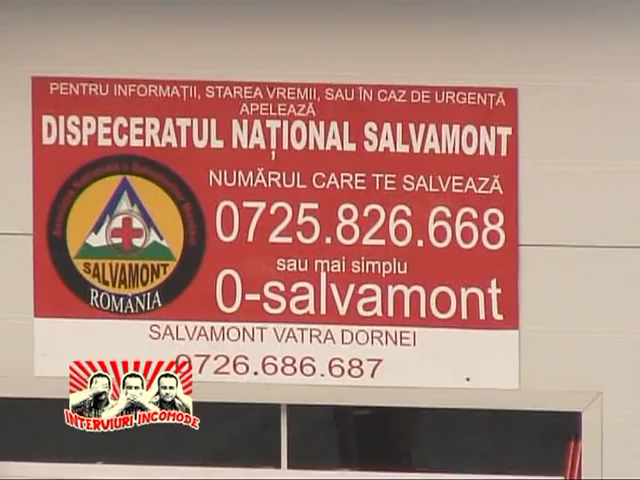 PENTRU INFORMAȚII, STAREA VREMII, SAU ÎN CAZ DE URGENȚĂ
APELEAZĂ
DISPECERATUL NAȚIONAL SALVAMONT
NUMĂRUL CARE TE SALVEAZĂ
0725.826.668
sau mai simplu
0-salvamont
SALVAMONT
ROMÂNIA
SALVAMONT VATRA DORNEI
0726.686.687
INTERVIURI INCOMODE